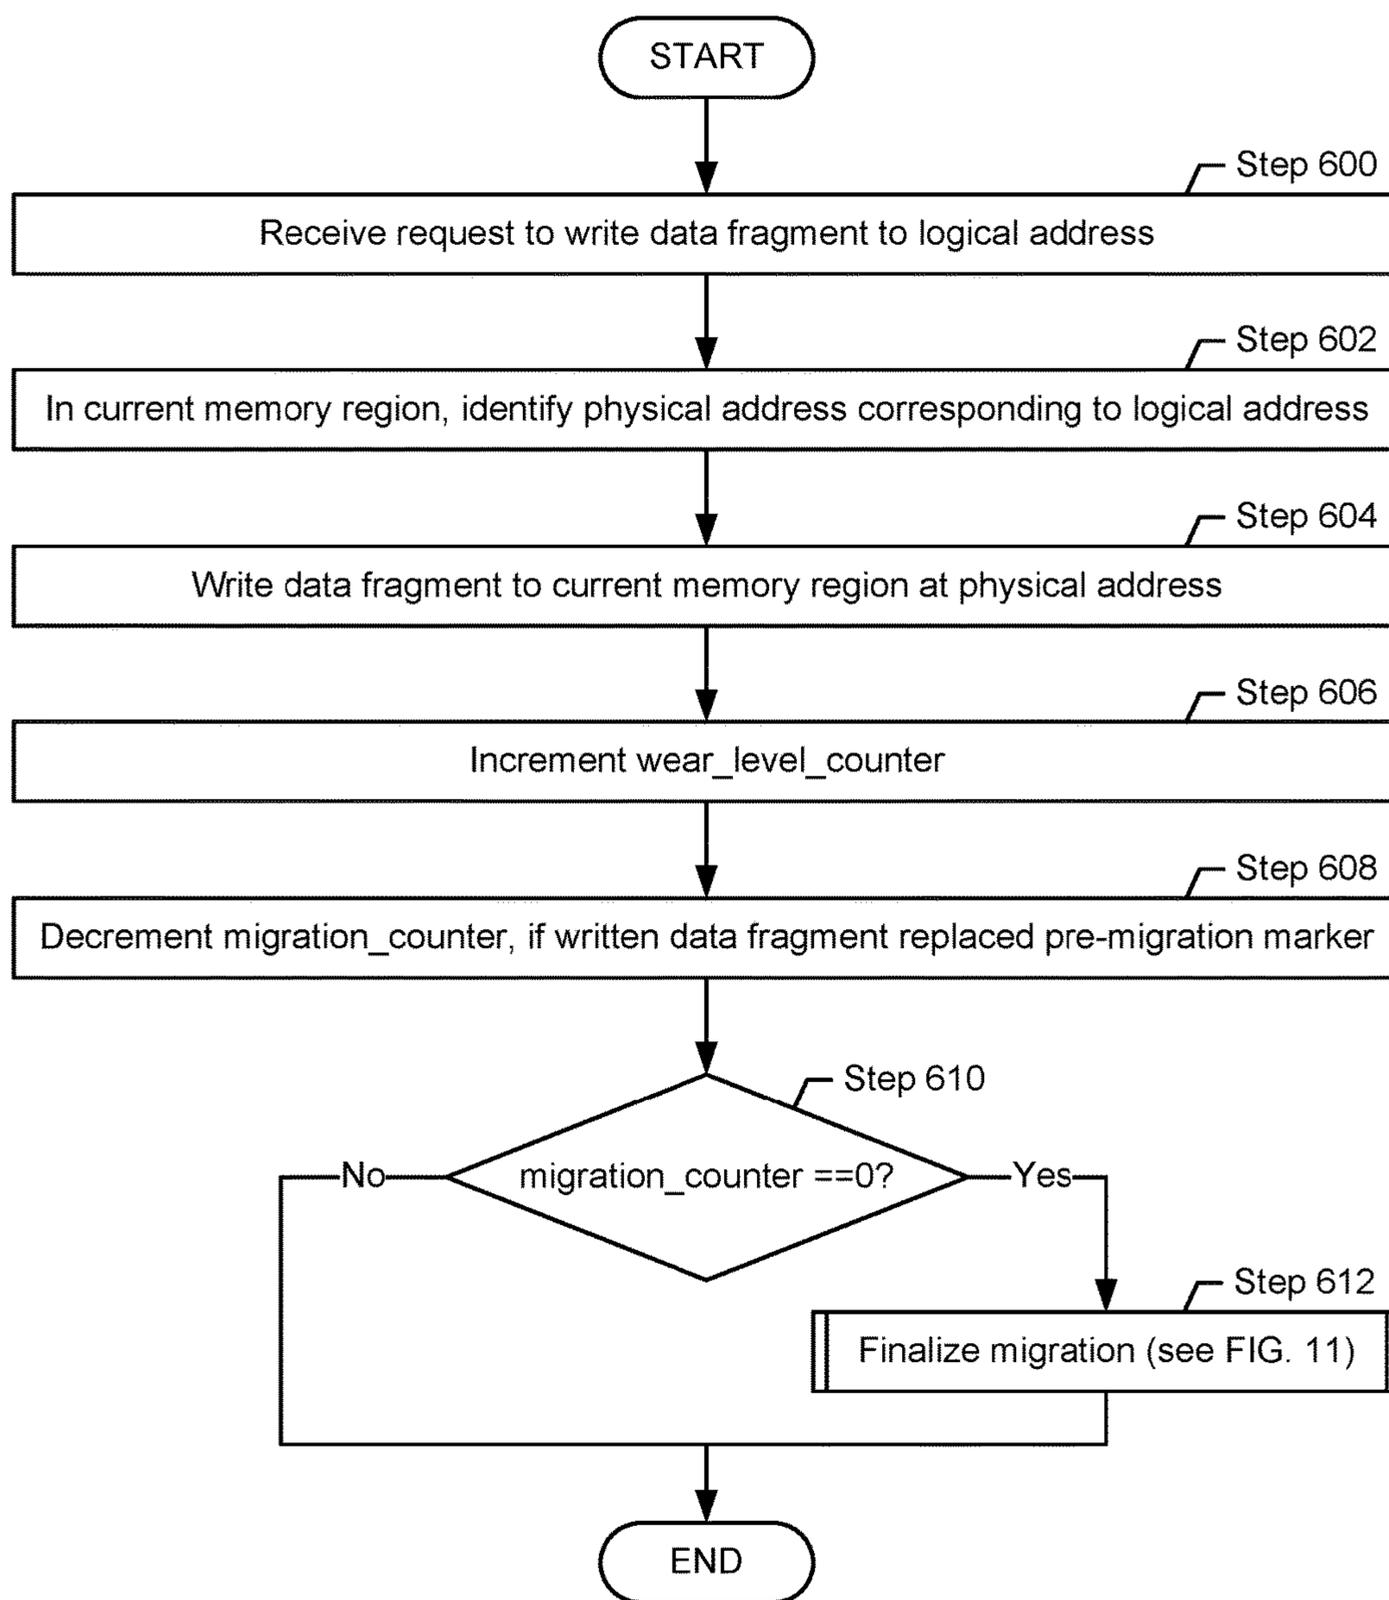 START
Step 600
Receive request to write data fragment to logical address
Step 602
In current memory region, identify physical address corresponding to logical address
Step 604
Write data fragment to current memory region at physical address
Step 606
Increment wear_level_counter
Step 608
Decrement migration_counter, if written data fragment replaced pre-migration marker
Step 610
No
migration_counter ==0?
Yes
Step 612
Finalize migration (see FIG. 11)
END